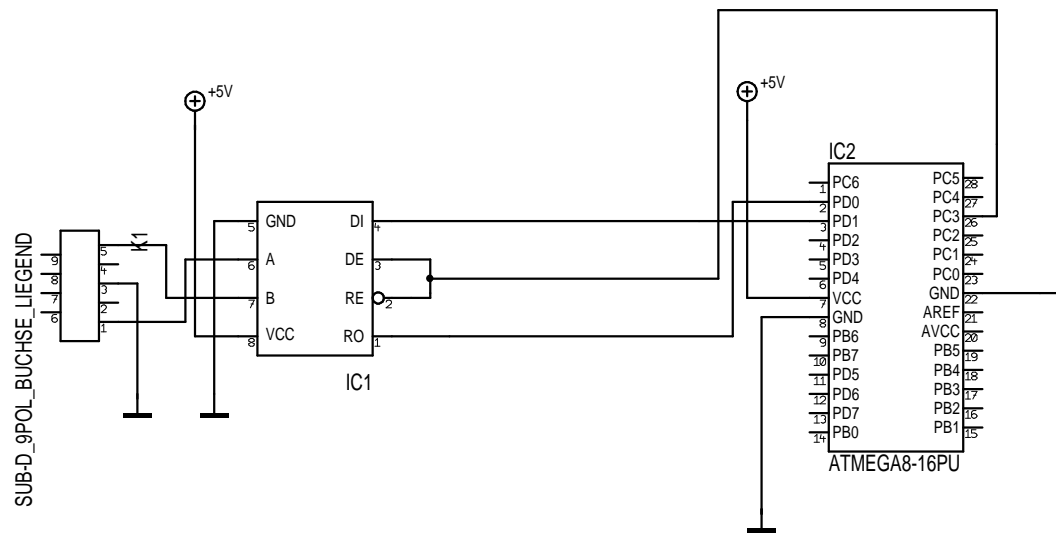 +5V
+5V
IC2
PC6
1
PD0
2
PD1
3
PD2
4
PD3
5
PD4
6
VCC
7
GND
8
PB6
9
PB7
10
PD5
11
PD6
12
PD7
13
PB0
14
PC5
28
PC4
27
PC3
26
PC2
25
PC1
24
PC0
23
GND
22
AREF
21
AVCC
20
PB5
19
PB4
18
PB3
17
PB2
16
PB1
15
ATMEGA8-16PU
GND
5
A
6
B
7
VCC
8
DI
4
DE
3
RE
2
RO
1
IC1
K1
5
4
3
2
1
9
8
7
6
SUB-D_9POL_BUCHSE_LIEGEND